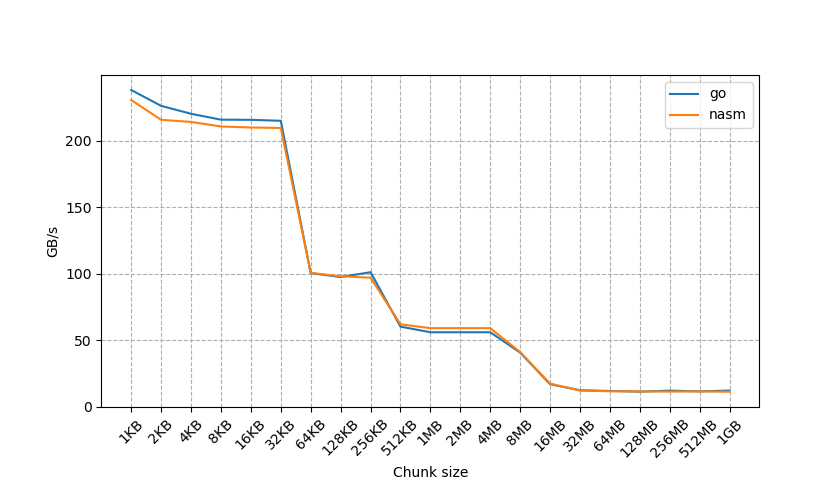 go
nasm
GB/s
200
150
100
50
0
1KB
2KB
4KB
8KB
16KB
32KB
64KB
128KB
256KB
512KB
1MB
2MB
4MB
8MB
16MB
32MB
64MB
128MB
256MB
512MB
1GB
Chunk size